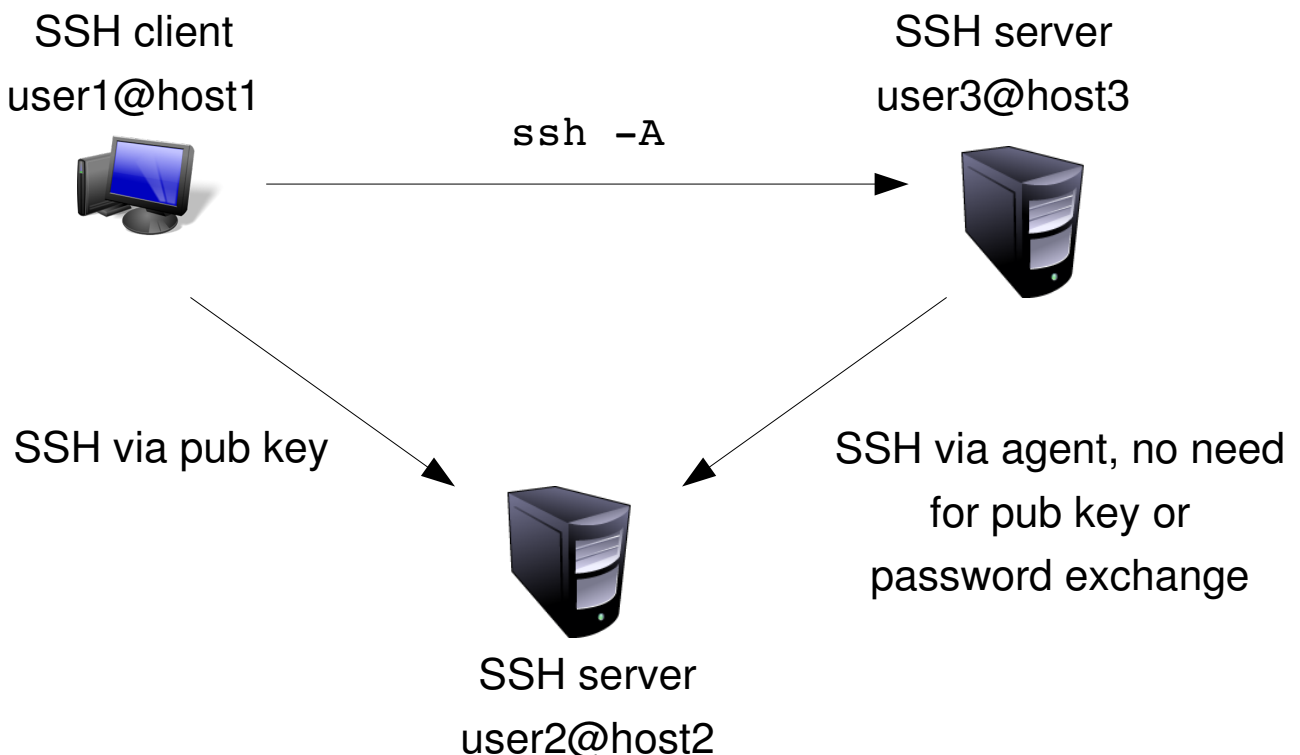 SSH client
user1@host1
SSH server
user3@host3
ssh -A
SSH via pub key
SSH via agent, no need
for pub key or
password exchange
SSH server
user2@host2